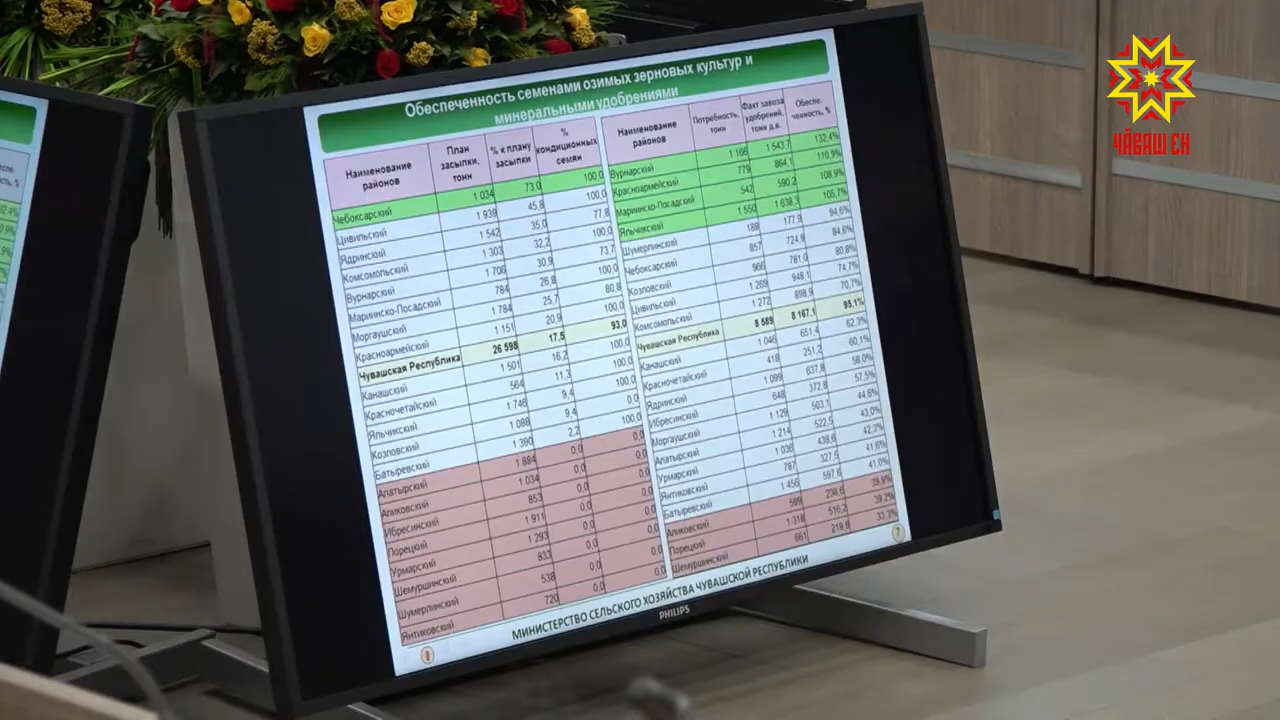 ЧĂВАШ ЕН
Обеспеченность семенами озимых зерновых культур и
минеральными удобрениями
Наименование районов План засыпки, тонн % к плану засыпки % кондиционных семян
Чебоксарский 1 034 73,0 100,0
Цивильский 1 939 45,8 100,0
Ядринский 1 542 35,0 77,8
Комсомольский 1 303 32,2 100,0
Вурнарский 1 706 30,9 73,7
Мариинско-Посадский 784 26,8 100,0
Моргаушский 1 784 25,7 80,8
Красноармейский 1 151 20,9 100,0
Чувашская Республика 26 598 17,5 93,0
Канашский 1 501 16,2 100,0
Красночетайский 564 11,3 100,0
Яльчикский 1 746 9,4 100,0
Козловский 1 088 9,4 0,0
Батыревский 1 390 2,2 100,0
Алатырский 1 884 0,0 0,0
Аликовский 1 034 0,0 0,0
Ибресинский 853 0,0 0,0
Порецкий 1 911 0,0 0,0
Урмарский 1 293 0,0 0,0
Шемуршинский 833 0,0 0,0
Шумерлинский 538 0,0 0,0
Янтиковский 720 0,0 0,0
Наименование районов Потребность, тонн Факт завоза удобрений, тонн д.в. Обеспе- ченность, %
Вурнарский 1 166 1 543,7 132,4%
Красноармейский 779 864,1 110,9%
Мариинско-Посадский 542 590,2 108,9%
Яльчикский 1 550 1 638,3 105,7%
Шумерлинский 188 177,9 94,6%
Чебоксарский 857 724,9 84,6%
Козловский 966 781,0 80,8%
Цивильский 1 269 948,1 74,7%
Комсомольский 1 272 898,9 70,7%
Чувашская Республика 8 589 8 167,1 95,1%
Канашский 1 046 651,4 62,3%
Красночетайский 418 251,2 60,1%
Ядринский 1 099 637,8 58,0%
Ибресинский 648 372,8 57,5%
Моргаушский 1 129 503,1 44,6%
Алатырский 1 214 522,5 43,0%
Урмарский 1 036 438,6 42,3%
Янтиковский 787 327,5 41,6%
Батыревский 1 456 597,6 41,0%
Аликовский 599 238,6 39,8%
Порецкий 1 318 516,2 39,2%
Шемуршинский 661 219,8 33,3%
7
МИНИСТЕРСТВО СЕЛЬСКОГО ХОЗЯЙСТВА ЧУВАШСКОЙ РЕСПУБЛИКИ
PHILIPS